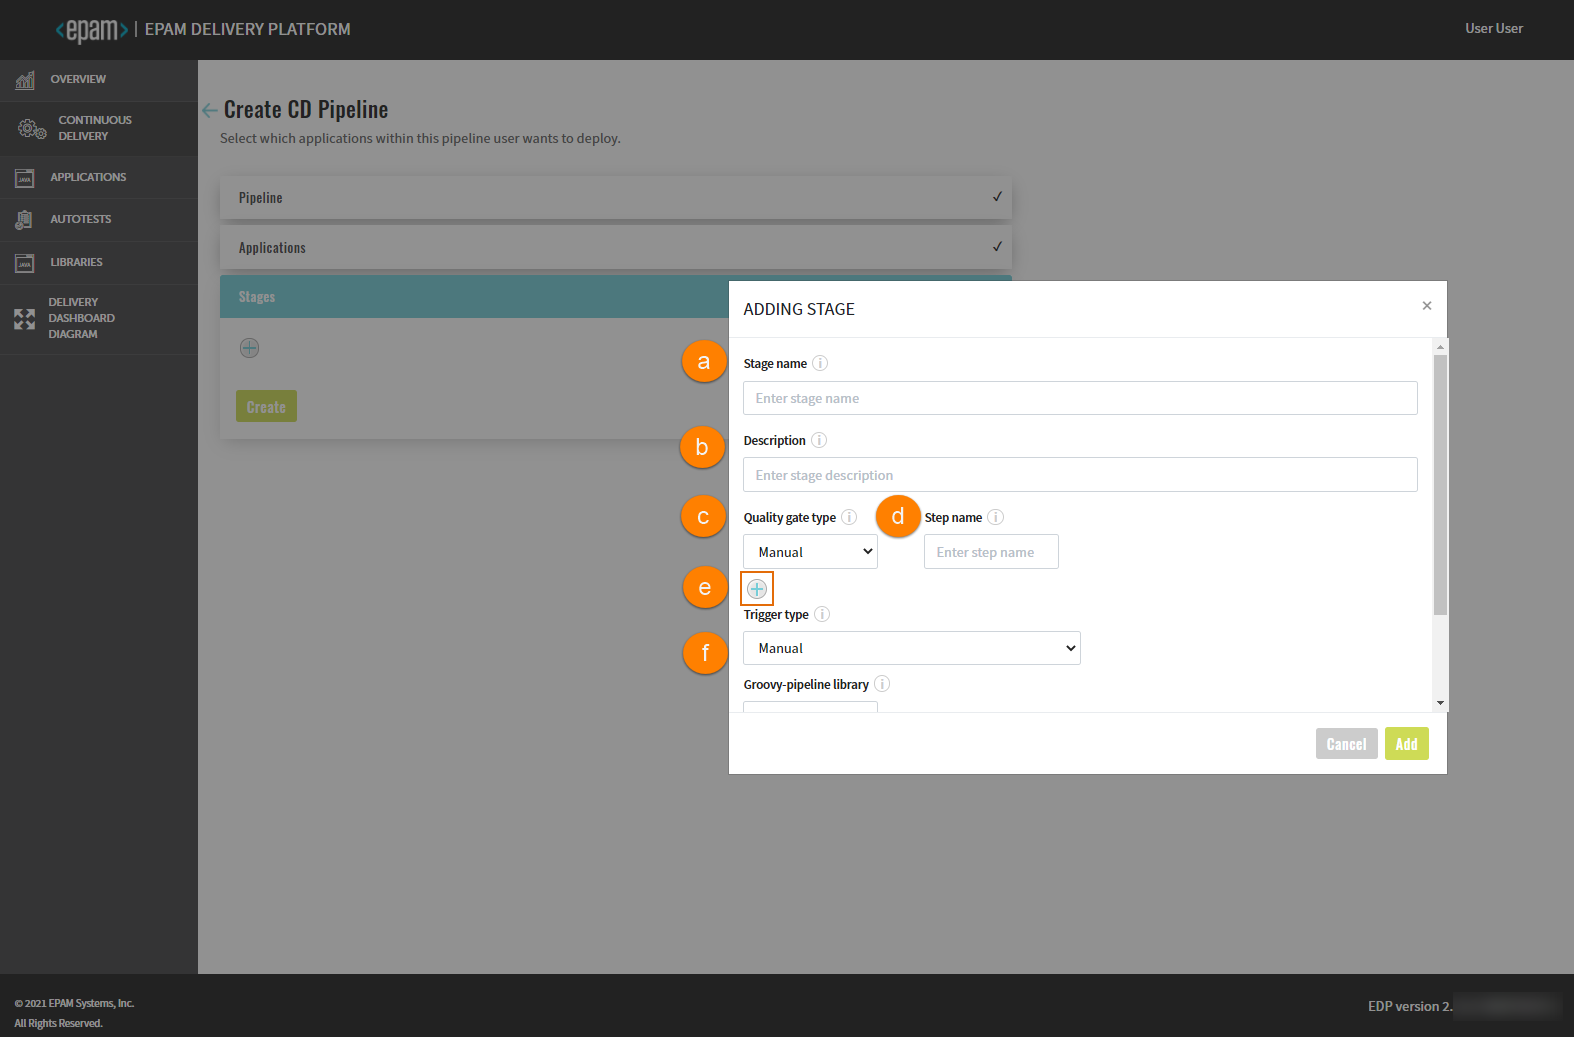 <epam> | EPAM DELIVERY PLATFORM
User User
OVERVIEW
CONTINUOUS
DELIVERY
APPLICATIONS
AUTOTESTS
LIBRARIES
DELIVERY
DASHBOARD
DIAGRAM
Create CD Pipeline
Select which applications within this pipeline user wants to deploy.
Pipeline ✓
Applications ✓
Stages
Create
ADDING STAGE ×
a Stage name i
Enter stage name
b Description i
Enter stage description
c Quality gate type i d Step name i
Manual Enter step name
e
Trigger type i
f Manual
Groovy-pipeline library i
Cancel Add
© 2021 EPAM Systems, Inc.
All Rights Reserved.
EDP version 2.